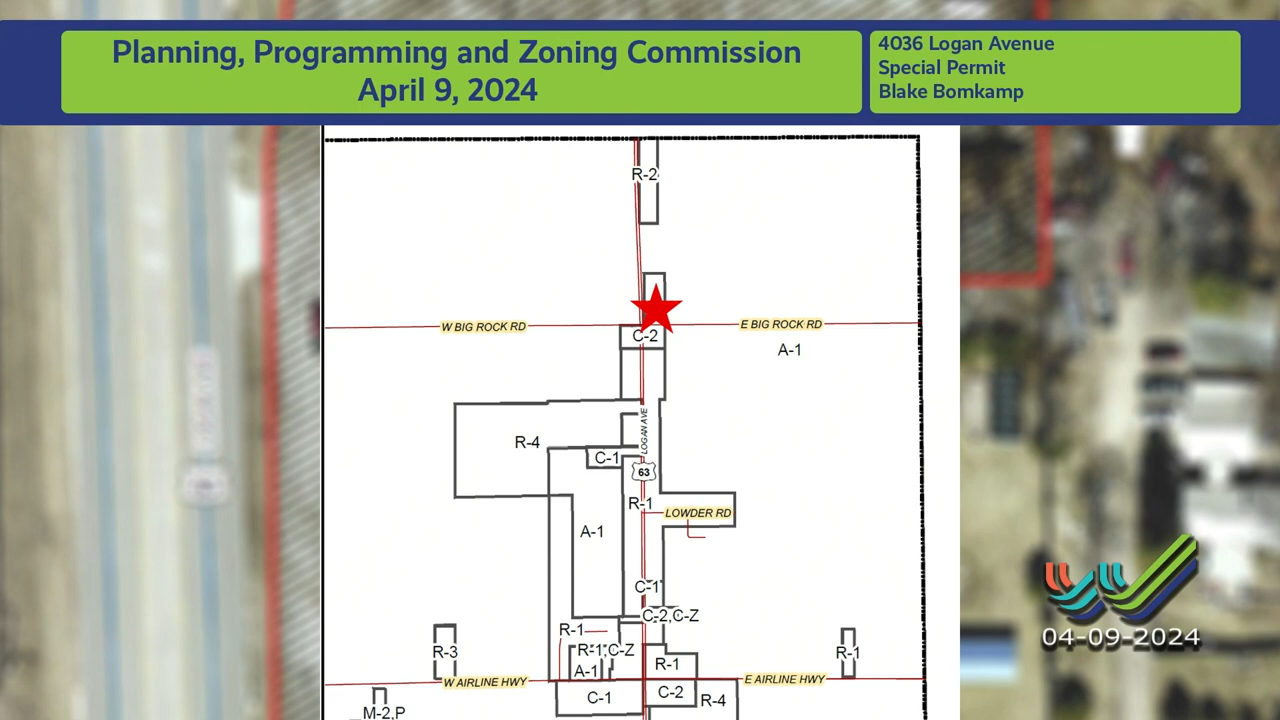 Planning, Programming and Zoning Commission
April 9, 2024
4036 Logan Avenue
Special Permit
Blake Bomkamp
R-2
W BIG ROCK RD
E BIG ROCK RD
C-2
A-1
LOGAN AVE
R-4
C-1
63
R-1
LOWDER RD
A-1
C-1
C-2,C-Z
R-1
R-3
R-1,C-Z
R-1
R-1
A-1
W AIRLINE HWY
E AIRLINE HWY
C-1
C-2
R-4
M-2,P
04-09-2024